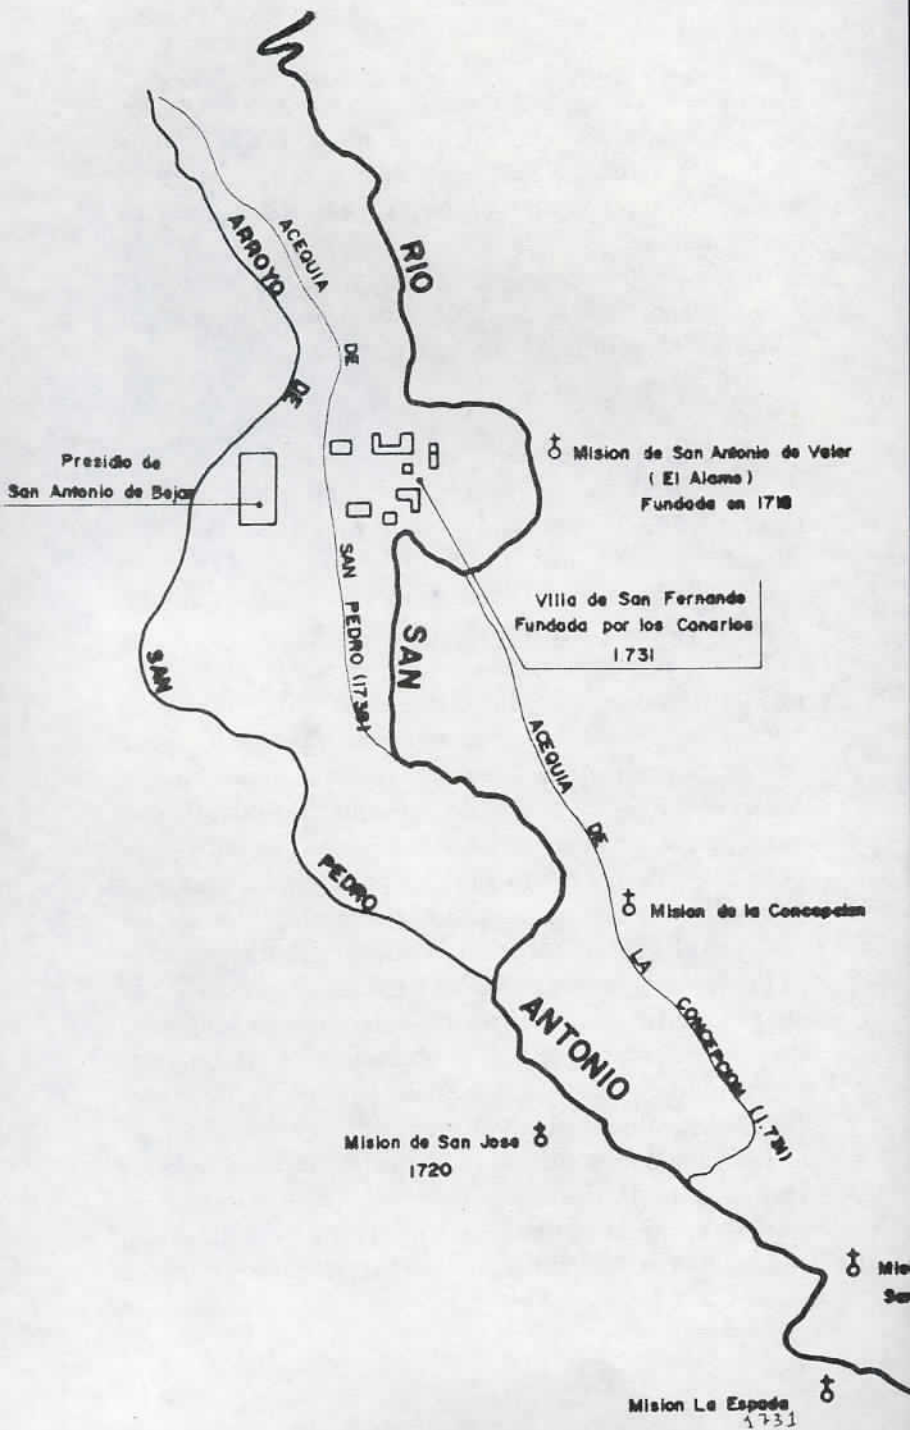 RIO
SAN
ANTONIO
ARROYO
DE
SAN
PEDRO
ACEQUIA
DE
SAN PEDRO
Presidio de
San Antonio de Bejar
Mision de San Antonio de Valer
(El Alamo)
Fundada en 1718
Villa de San Fernando
Fundada por los Canarios
1731
ACEQUIA
DE
LA
CONCEPCION
Mision de la Concepcion
Mision de San Jose
1720
Mision La Espada
1731